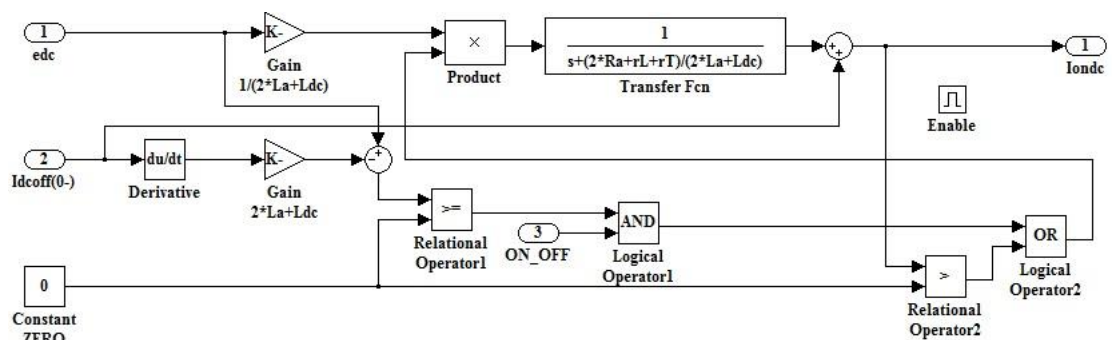 1
edc
K-
Gain
1/(2*La+Ldc)
×
Product
1
s+(2*Ra+rL+rT)/(2*La+Ldc)
Transfer Fcn
+
+
1
Iondc
Enable
2
Idcoff(0-)
du/dt
Derivative
K-
Gain
2*La+Ldc
+
-
>=
Relational
Operator1
3
ON_OFF
AND
Logical
Operator1
OR
Logical
Operator2
>
Relational
Operator2
0
Constant
ZERO